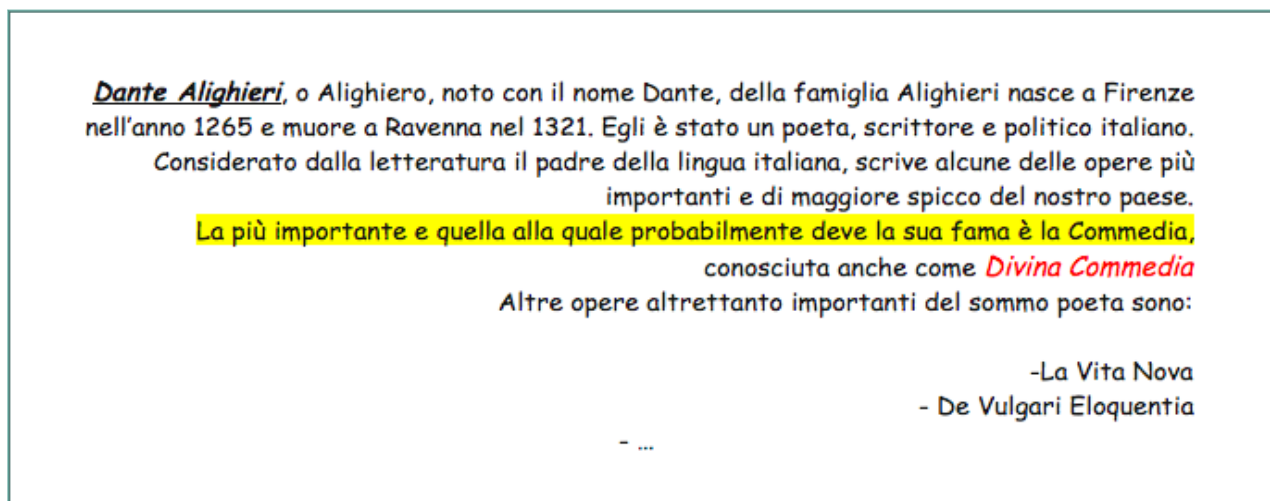 Dante Alighieri, o Alighiero, noto con il nome Dante, della famiglia Alighieri nasce a Firenze
nell'anno 1265 e muore a Ravenna nel 1321. Egli è stato un poeta, scrittore e politico italiano.
Considerato dalla letteratura il padre della lingua italiana, scrive alcune delle opere più
importanti e di maggiore spicco del nostro paese.
La più importante e quella alla quale probabilmente deve la sua fama è la Commedia,
conosciuta anche come Divina Commedia
Altre opere altrettanto importanti del sommo poeta sono:
-La Vita Nova
- De Vulgari Eloquentia
- ...